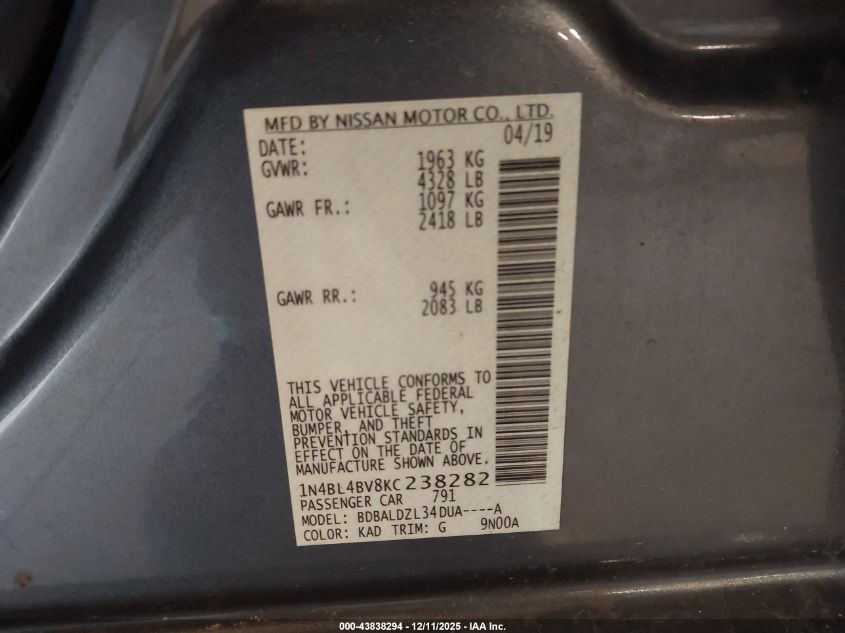 MFD BY NISSAN MOTOR CO., LTD.
DATE: 04/19
GVWR: 1963 KG
4328 LB
GAWR FR.: 1097 KG
2418 LB
GAWR RR.: 945 KG
2083 LB
THIS VEHICLE CONFORMS TO
ALL APPLICABLE FEDERAL
MOTOR VEHICLE SAFETY,
BUMPER, AND THEFT
PREVENTION STANDARDS IN
EFFECT ON THE DATE OF
MANUFACTURE SHOWN ABOVE.
1N4BL4BV8KC238282
PASSENGER CAR 791
MODEL: BDBALDZL34DUA----A
COLOR: KAD TRIM: G 9N00A
000-43838294 - 12/11/2025 - IAA Inc.